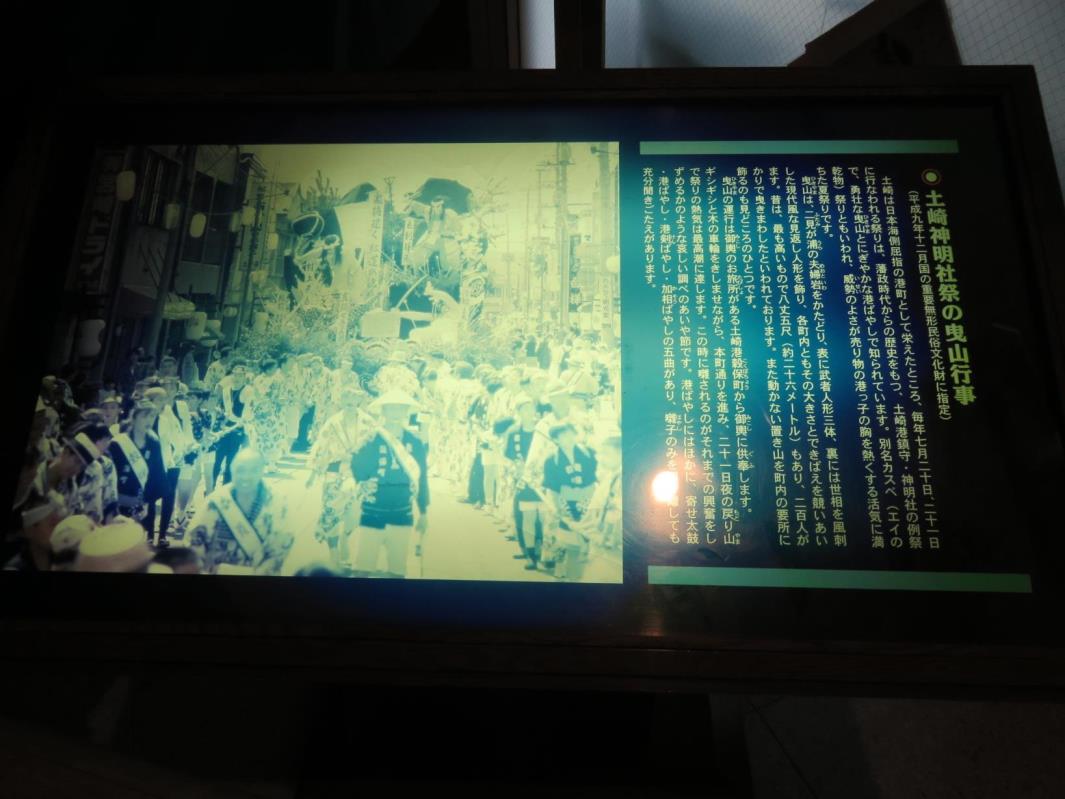 土崎神明社祭の曳山行事
(平成九年十二月国の重要無形民俗文化財に指定)
土崎は日本海側屈指の港町として栄えたところ、毎年七月二十日、二十一日
に行なわれる祭りは、藩政時代からの歴史をもつ、土崎港鎮守・神明社の例祭
で、勇壮な曳山とにぎやかな港ばやしで知られています。別名カスベ(エイの
乾物)祭りともいわれ、威勢のよさが売り物の港っ子の胸を熱くする活気に満
ちた夏祭りです。
曳山は、二見が浦の夫婦岩をかたどり、表に武者人形三体、裏には世相を風刺
した現代風な見返し人形を飾り、各町内ともその大きさとできばえを競いあい
ます。昔は、最も高いもので八丈五尺(約二十六メートル)もあり、二百人が
かりで曳きまわしたといわれております。また動かない置き山を町内の要所に
飾るのも見どころのひとつです。
曳山の運行は御輿のお旅所がある土崎港穀保町から御輿に供奉します。
ギシギシと木の車輪をきしませながら、本町通りを進み、二十一日夜の戻り山
で祭りの熱気は最高潮に達します。この時に囃されるのがそれまでの興奮をし
ずめるかのような哀しい調べのあいや節です。港ばやしにはほかに、寄せ太鼓
・港ばやし・港剣ばやし・加相ばやしの五曲があり、囃子のみを しても
充分聞きごたえがあります。